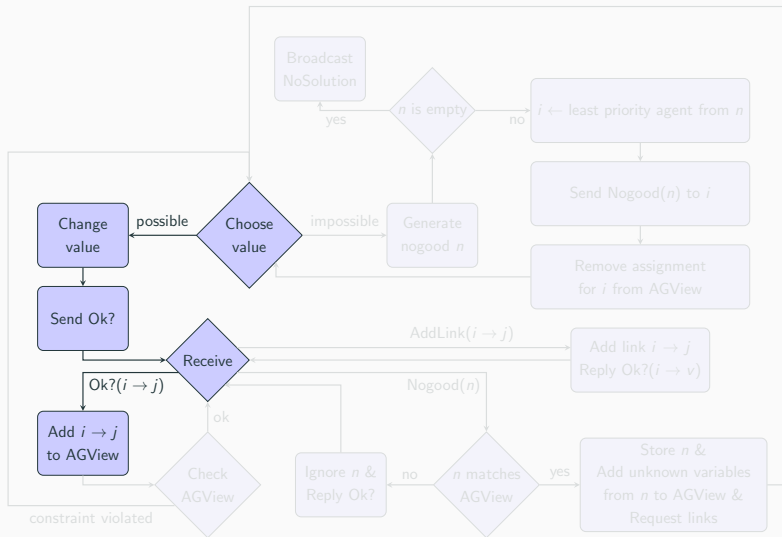 Broadcast
NoSolution
n is empty
i ← least priority agent from n
yes
no
Send Nogood(n) to i
Change
value
possible
Choose
value
impossible
Generate
nogood n
Remove assignment
for i from AGView
Send Ok?
Receive
AddLink(i → j)
Add link i → j
Reply Ok?(i → v)
Ok?(i → j)
Nogood(n)
ok
Add i → j
to AGView
Check
AGView
Ignore n &
Reply Ok?
no
n matches
AGView
yes
Store n &
Add unknown variables
from n to AGView &
Request links
constraint violated